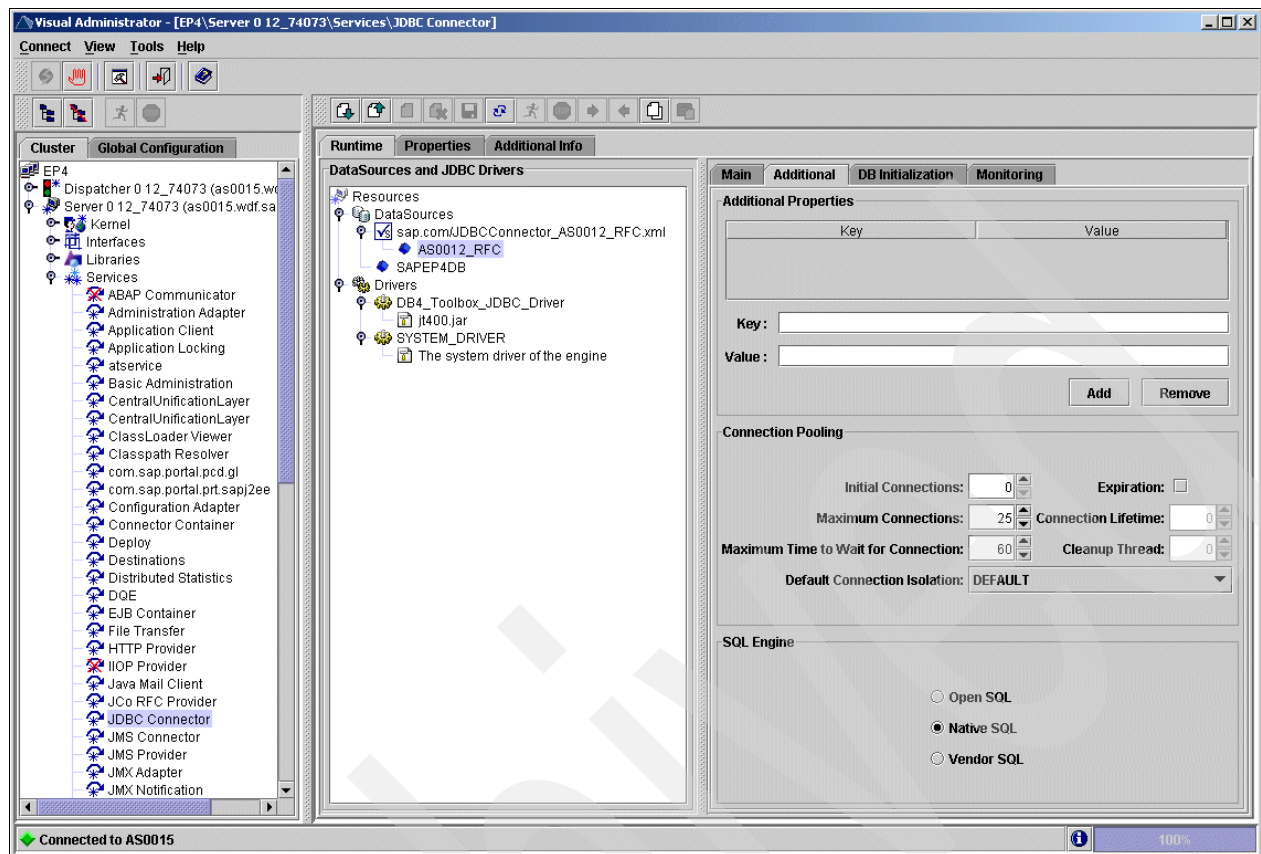 Visual Administrator - [EP4\Server 0 12_74073\Services\JDBC Connector]
Connect View Tools Help
Cluster Global Configuration
EP4
Dispatcher 0 12_74073 (as0015.w
Server 0 12_74073 (as0015.wdf.sa
Kernel
Interfaces
Libraries
Services
ABAP Communicator
Administration Adapter
Application Client
Application Locking
atservice
Basic Administration
CentralUnificationLayer
CentralUnificationLayer
ClassLoader Viewer
Classpath Resolver
com.sap.portal.pcd.gl
com.sap.portal.prt.sapj2ee
Configuration Adapter
Connector Container
Deploy
Destinations
Distributed Statistics
DQE
EJB Container
File Transfer
HTTP Provider
IIOP Provider
Java Mail Client
JCo RFC Provider
JDBC Connector
JMS Connector
JMS Provider
JMX Adapter
JMX Notification
Runtime Properties Additional Info
DataSources and JDBC Drivers
Resources
DataSources
sap.com/JDBCConnector_AS0012_RFC.xml
AS0012_RFC
SAPEP4DB
Drivers
DB4_Toolbox_JDBC_Driver
jt400.jar
SYSTEM_DRIVER
The system driver of the engine
Main Additional DB Initialization Monitoring
Additional Properties
Key Value
Key :
Value :
Add Remove
Connection Pooling
Initial Connections: 0 Expiration:
Maximum Connections: 25 Connection Lifetime: 0
Maximum Time to Wait for Connection: 60 Cleanup Thread: 0
Default Connection Isolation: DEFAULT
SQL Engine
Open SQL
Native SQL
Vendor SQL
Connected to AS0015 100%